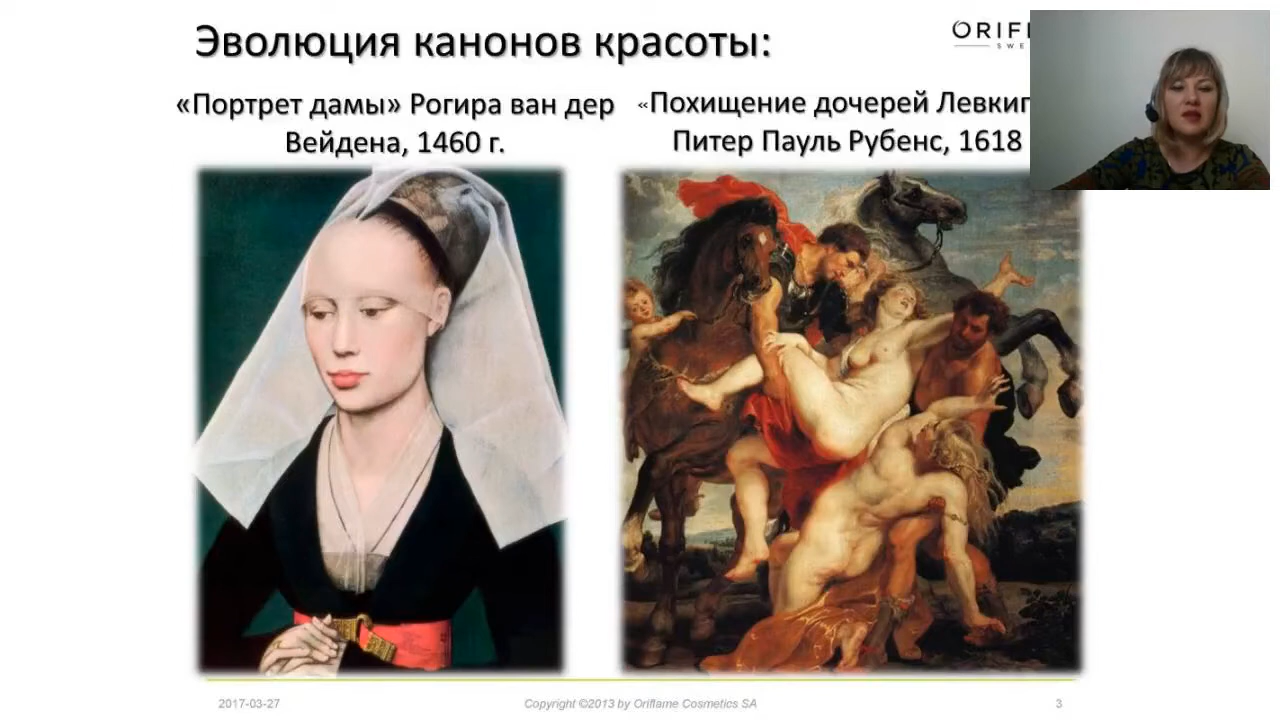 Эволюция канонов красоты:
«Портрет дамы» Рогира ван дер
Вейдена, 1460 г.
«Похищение дочерей
Питер Пауль Рубенс, 1618
2017-03-27
Copyright ©2013 by Oriflame Cosmetics SA
3